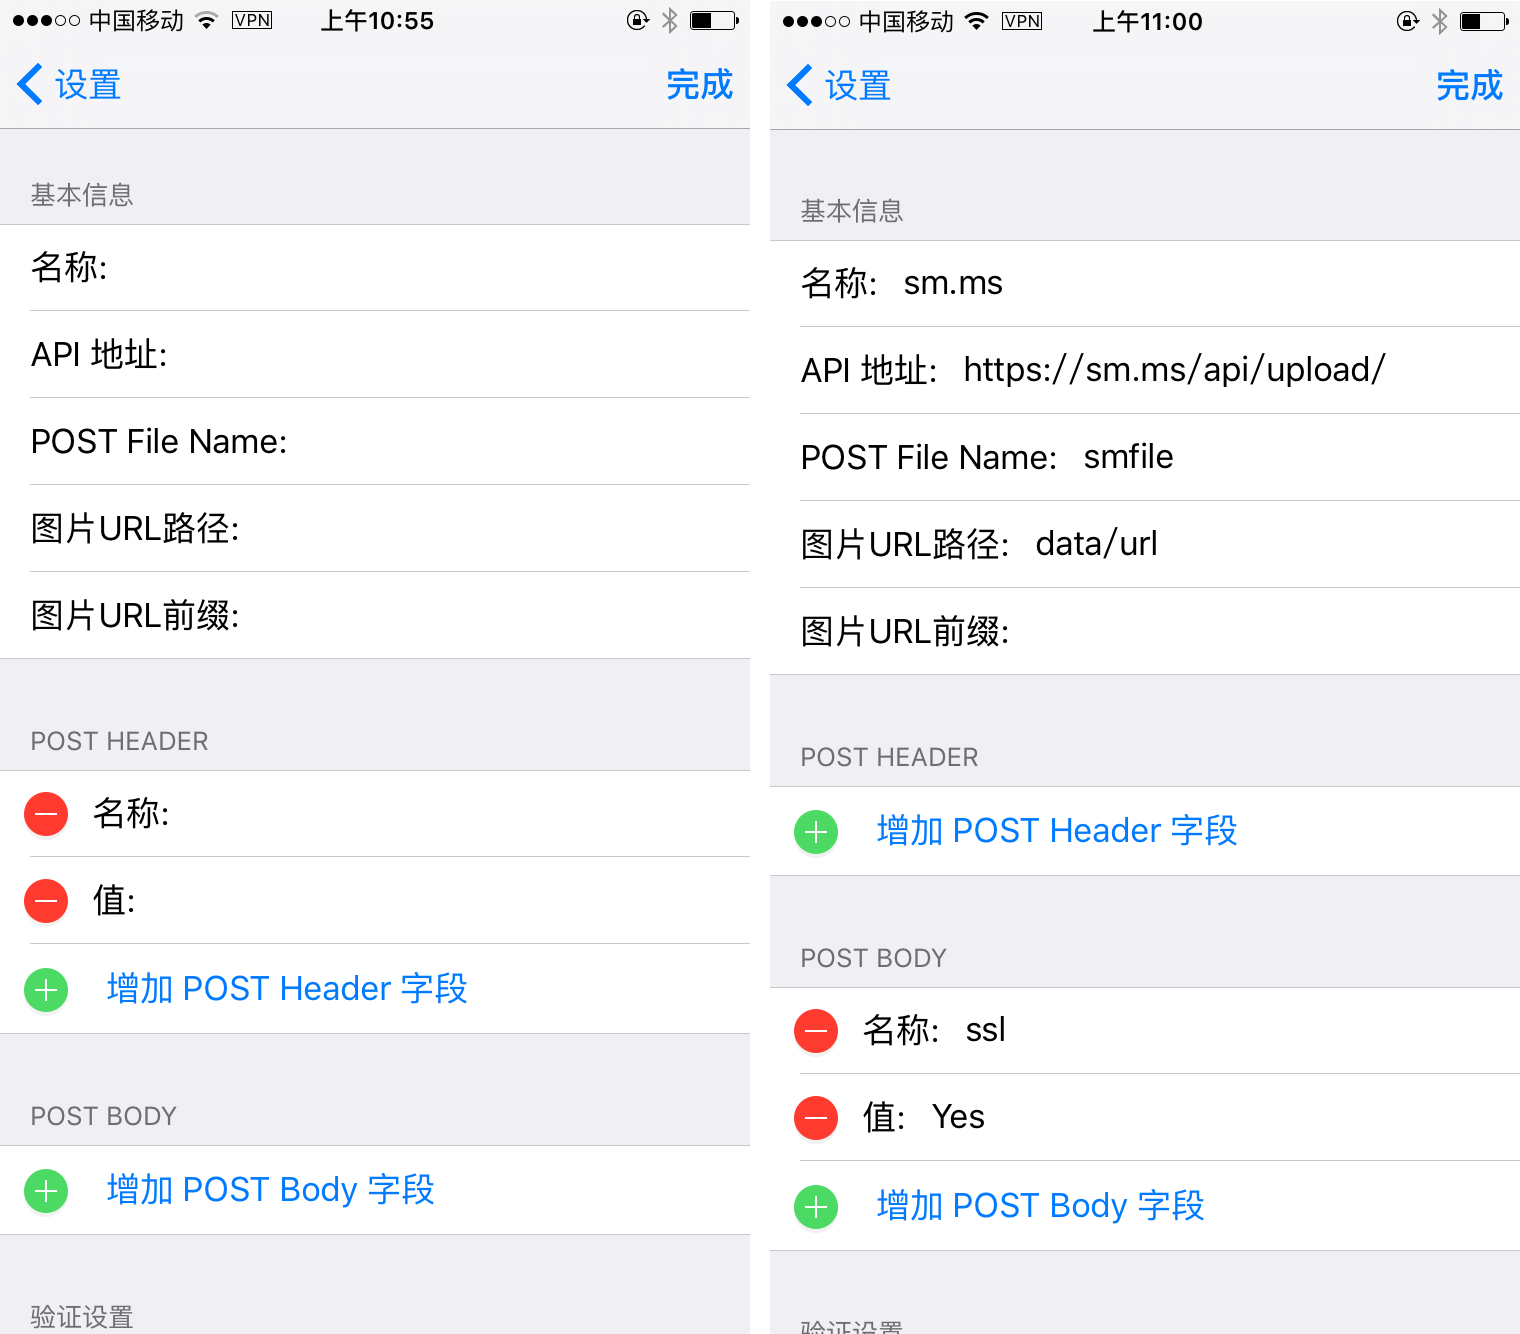 中国移动 VPN 上午10:55
设置 完成
基本信息
名称:
API 地址:
POST File Name:
图片URL路径:
图片URL前缀:
POST HEADER
名称:
值:
增加 POST Header 字段
POST BODY
增加 POST Body 字段
验证设置
中国移动 VPN 上午11:00
设置 完成
基本信息
名称: sm.ms
API 地址: https://sm.ms/api/upload/
POST File Name: smfile
图片URL路径: data/url
图片URL前缀:
POST HEADER
增加 POST Header 字段
POST BODY
名称: ssl
值: Yes
增加 POST Body 字段
验证设置